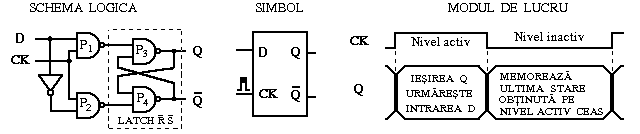 SCHEMA LOGICA
SIMBOL
MODUL DE LUCRU
D
CK
P1
P2
P3
P4
Q
Q̅
LATCH R̅ S̅
D Q
CK Q̅
CK
Nivel activ
Nivel inactiv
Q
IEȘIREA Q
URMĂREȘTE
INTRAREA D
MEMOREAZĂ
ULTIMA STARE
OBȚINUTĂ PE
NIVEL ACTIV CEAS